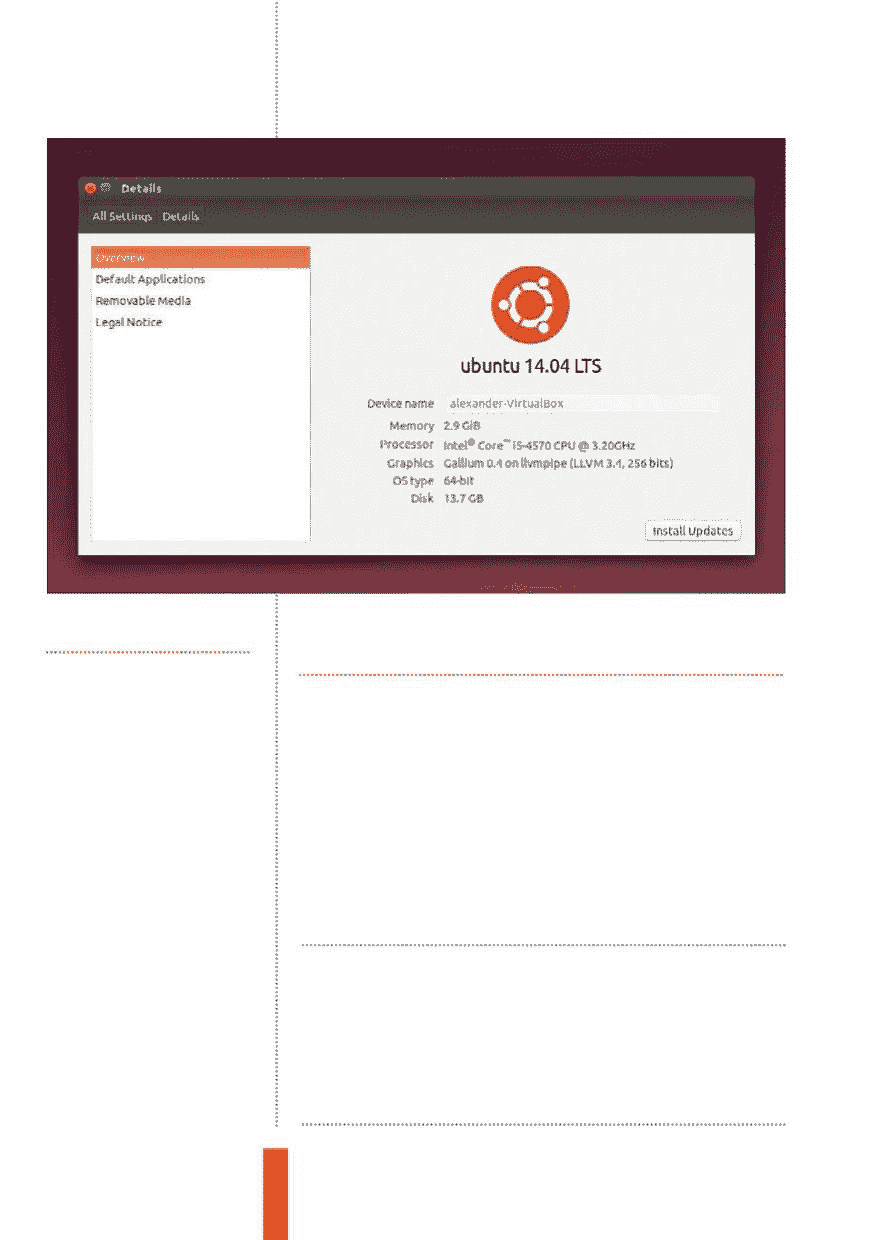 Details
All Settings Details
Overview
Default Applications
Removable Media
Legal Notice
ubuntu 14.04 LTS
Device name alexander-VirtualBox
Memory 2.9 GiB
Processor Intel® Core™ i5-4570 CPU @ 3.20GHz
Graphics Gallium 0.4 on llvmpipe (LLVM 3.4, 256 bits)
OS type 64-bit
Disk 13.7 GB
Install Updates